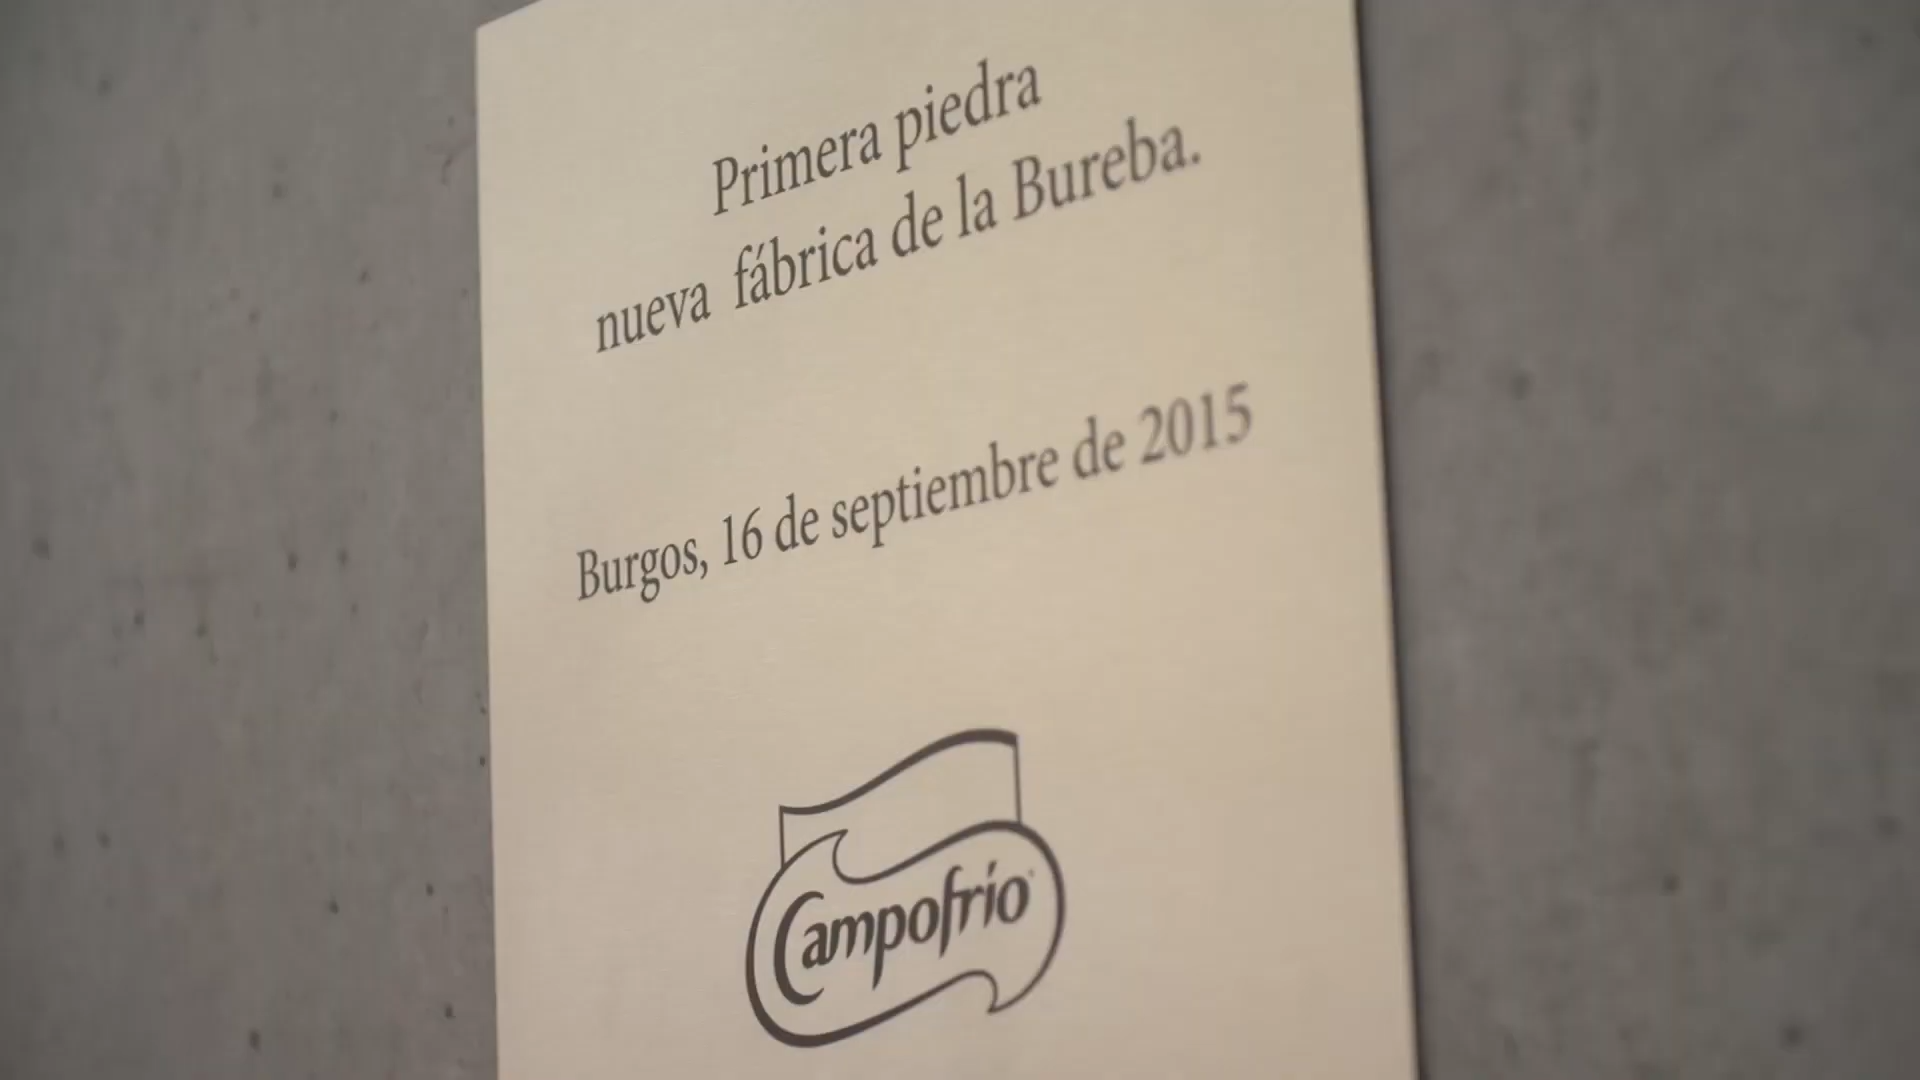 Primera piedra
nueva fábrica de la Bureba.
Burgos, 16 de septiembre de 2015
Campofrío